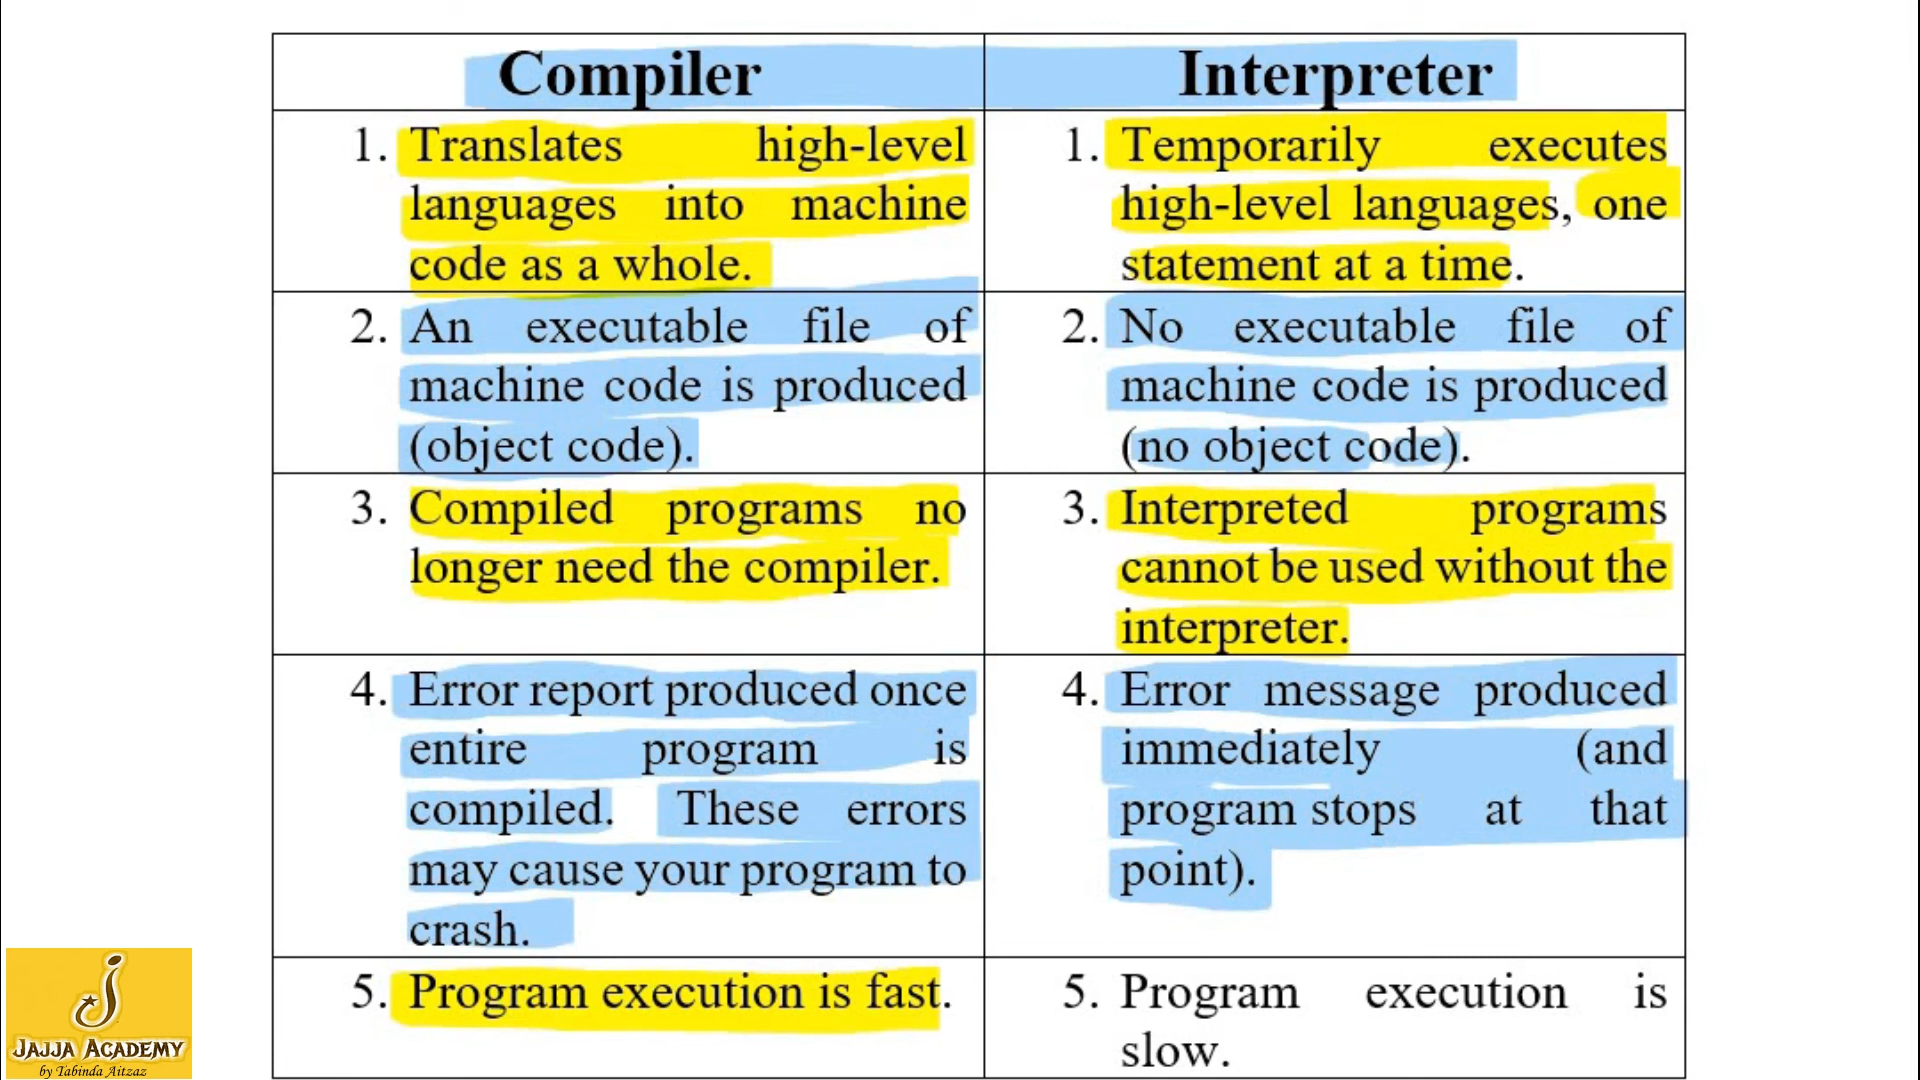 Compiler
Interpreter
1. Translates high-level
languages into machine
code as a whole.
1. Temporarily executes
high-level languages, one
statement at a time.
2. An executable file of
machine code is produced
(object code).
2. No executable file of
machine code is produced
(no object code).
3. Compiled programs no
longer need the compiler.
3. Interpreted programs
cannot be used without the
interpreter.
4. Error report produced once
entire program is
compiled. These errors
may cause your program to
crash.
4. Error message produced
immediately (and
program stops at that
point).
5. Program execution is fast.
5. Program execution is
slow.
JAJJA ACADEMY
by Tabinda Aitzaz